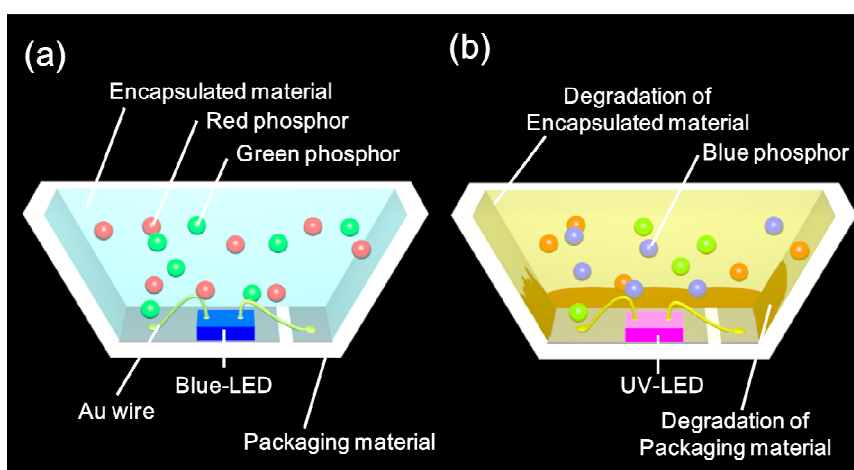 (a)
Encapsulated material
Red phosphor
Green phosphor
Blue-LED
Au wire
Packaging material
(b)
Degradation of
Encapsulated material
Blue phosphor
UV-LED
Degradation of
Packaging material